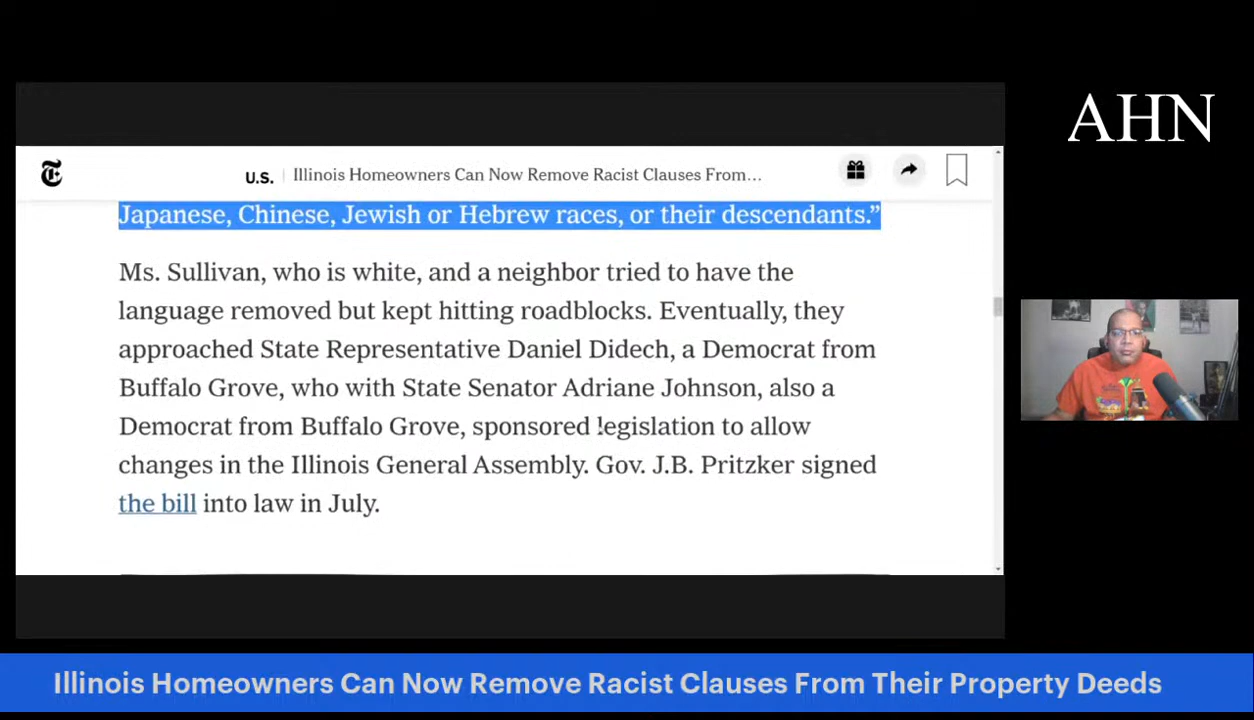 AHN
U.S. Illinois Homeowners Can Now Remove Racist Clauses From…
Japanese, Chinese, Jewish or Hebrew races, or their descendants.”
Ms. Sullivan, who is white, and a neighbor tried to have the
language removed but kept hitting roadblocks. Eventually, they
approached State Representative Daniel Didech, a Democrat from
Buffalo Grove, who with State Senator Adriane Johnson, also a
Democrat from Buffalo Grove, sponsored legislation to allow
changes in the Illinois General Assembly. Gov. J.B. Pritzker signed
the bill into law in July.
Illinois Homeowners Can Now Remove Racist Clauses From Their Property Deeds